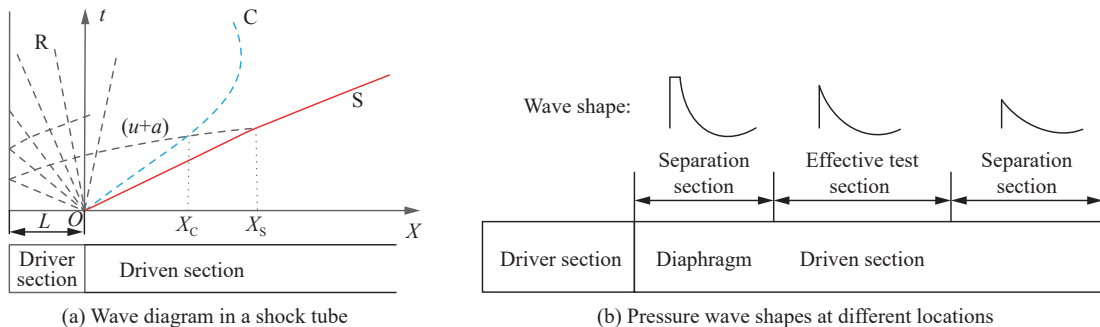 t
C
R
S
(u+a)
O
L
X_C
X_S
X
Driver
section
Driven section
(a) Wave diagram in a shock tube
Wave shape:
Separation
section
Effective test
section
Separation
section
Driver section
Diaphragm
Driven section
(b) Pressure wave shapes at different locations